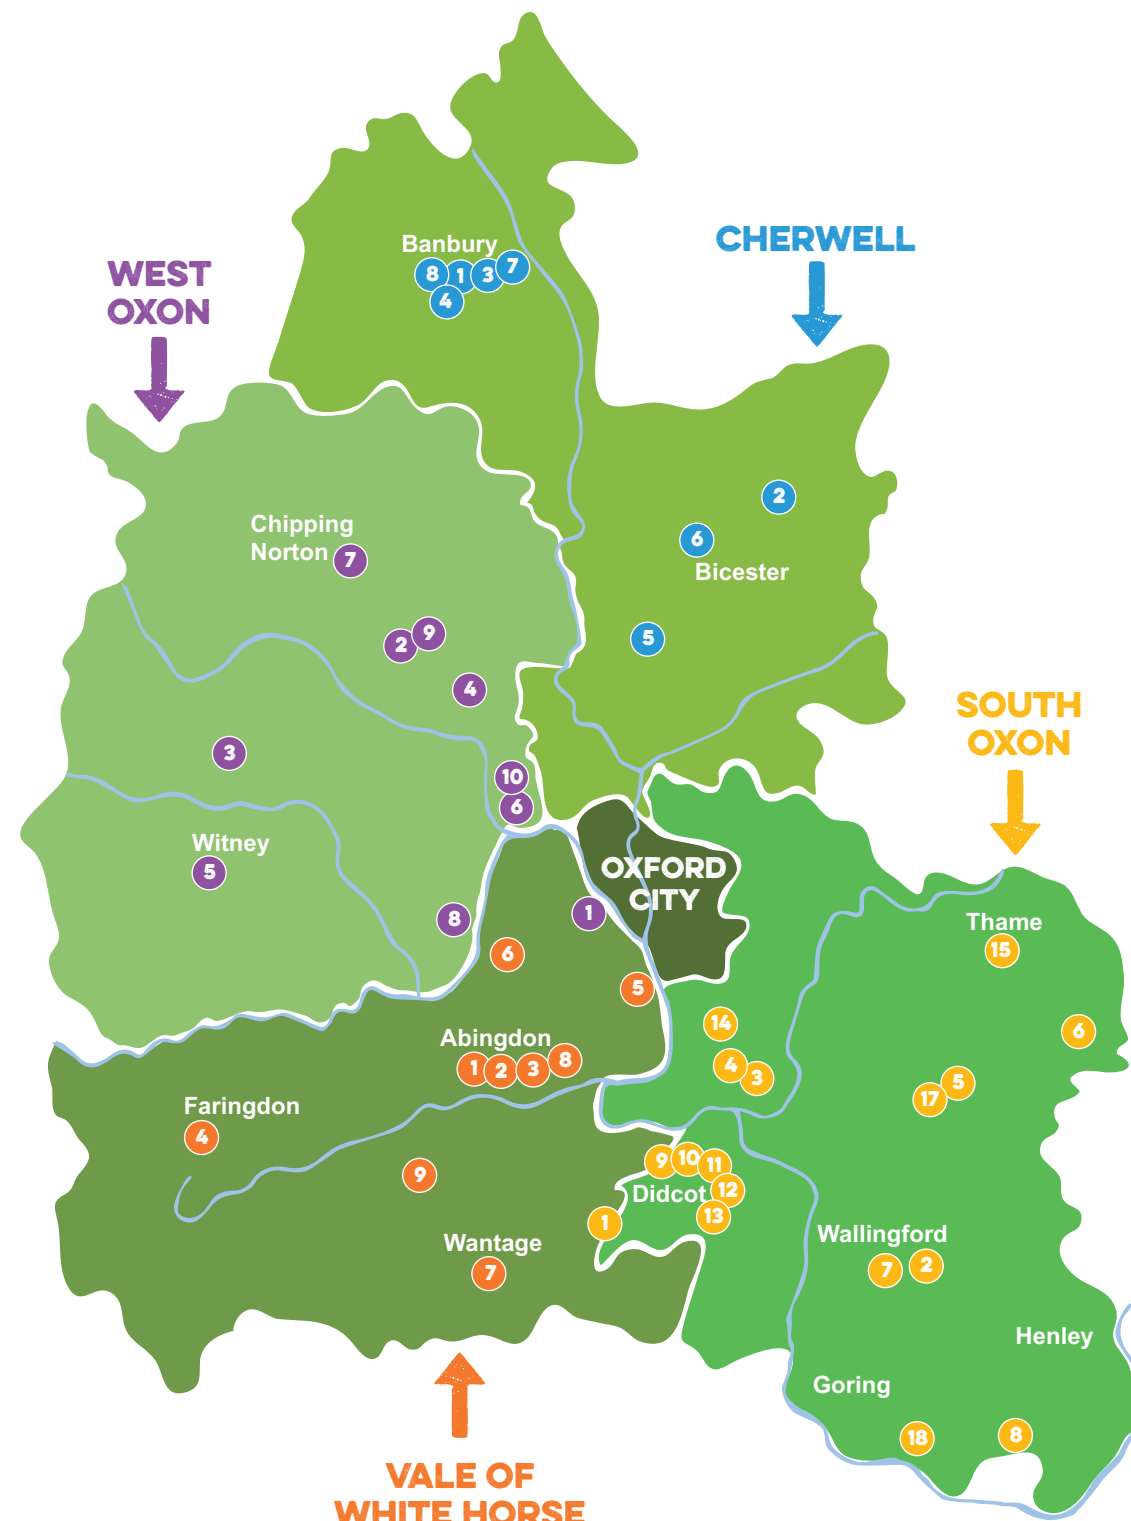 CHERWELL
Banbury
8 1 3 7
4
WEST
OXON
2
6
Bicester
5
Chipping
Norton 7
9
2
4
SOUTH
OXON
3
10
6
Witney
5
OXFORD
CITY
8
1
6
5
Thame
15
14
6
Abingdon
1 2 3 8
4
3
5
17
Faringdon
4
9
9 10 11
Didcot 12
13
1
Wantage
7
Wallingford
7 2
Henley
Goring
18
8
VALE OF
WHITE HORSE